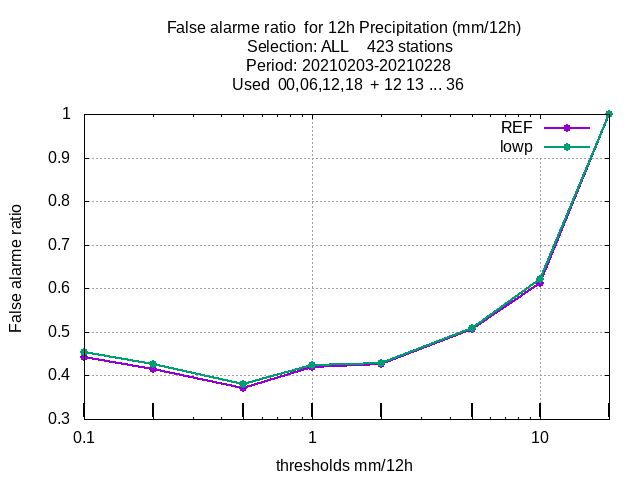 False alarme ratio  for 12h Precipitation (mm/12h)
Selection: ALL    423 stations
Period: 20210203-20210228
Used  00,06,12,18  + 12 13 ... 36
REF
lowp
1
0.9
0.8
0.7
0.6
0.5
0.4
0.3
False alarme ratio
0.1
1
10
thresholds mm/12h